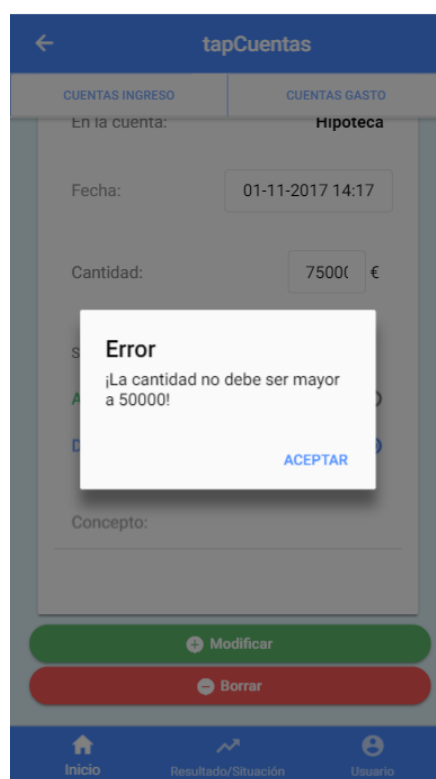 tapCuentas
CUENTAS INGRESO CUENTAS GASTO
En la cuenta: Hipoteca
Fecha: 01-11-2017 14:17
Cantidad: 7500 €
Error
¡La cantidad no debe ser mayor
a 50000!
ACEPTAR
Concepto:
Modificar
Borrar
Inicio Resultado/Situación Usuario